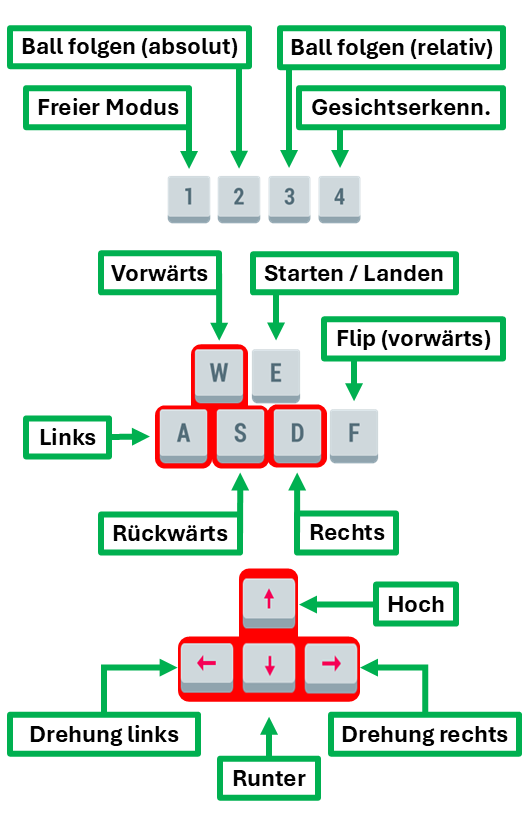 Ball folgen (absolut)
Ball folgen (relativ)
Freier Modus
Gesichtserkenn.
1 2 3 4
Vorwärts
Starten / Landen
Flip (vorwärts)
W E
Links
A S D F
Rückwärts
Rechts
↑
Hoch
← ↓ →
Drehung links
Drehung rechts
Runter